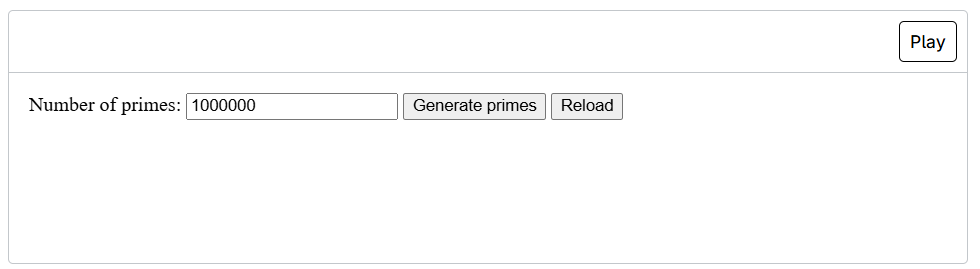 Play
Number of primes: 1000000 Generate primes Reload